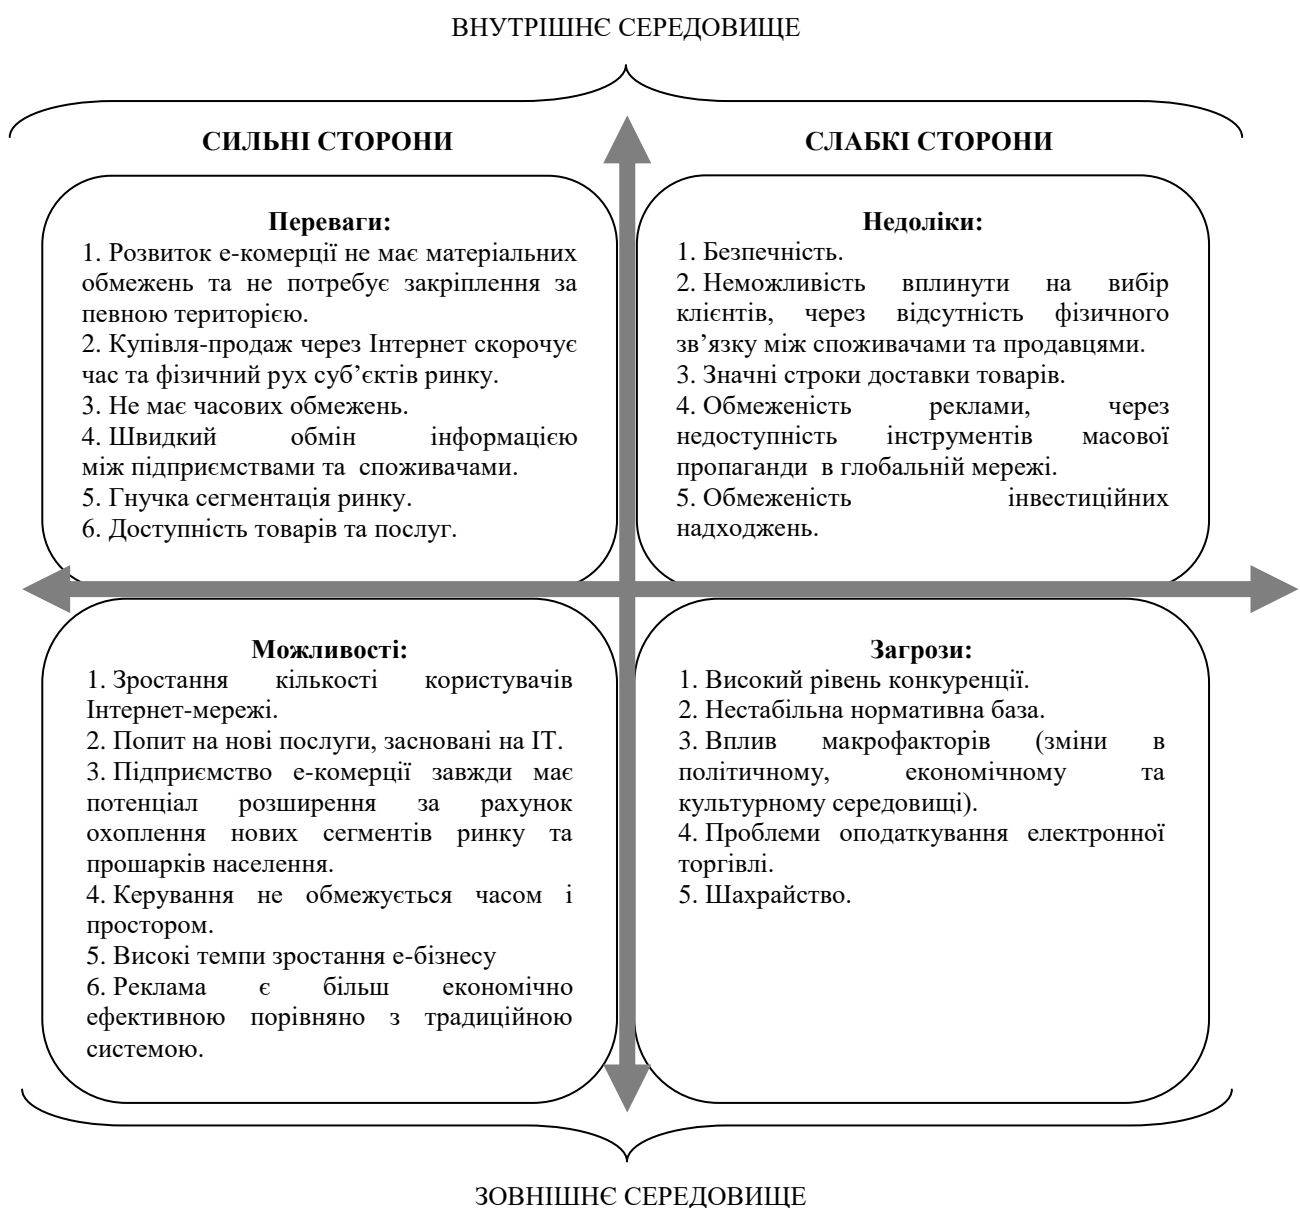 ВНУТРІШНЄ СЕРЕДОВИЩЕ
СИЛЬНІ СТОРОНИ
СЛАБКІ СТОРОНИ
Переваги:
1. Розвиток е-комерції не має матеріальних
обмежень та не потребує закріплення за
певною територією.
2. Купівля-продаж через Інтернет скорочує
час та фізичний рух суб’єктів ринку.
3. Не має часових обмежень.
4. Швидкий обмін інформацією
між підприємствами та споживачами.
5. Гнучка сегментація ринку.
6. Доступність товарів та послуг.
Недоліки:
1. Безпечність.
2. Неможливість вплинути на вибір
клієнтів, через відсутність фізичного
зв’язку між споживачами та продавцями.
3. Значні строки доставки товарів.
4. Обмеженість реклами, через
недоступність інструментів масової
пропаганди в глобальній мережі.
5. Обмеженість інвестиційних
надходжень.
Можливості:
1. Зростання кількості користувачів
Інтернет-мережі.
2. Попит на нові послуги, засновані на ІТ.
3. Підприємство е-комерції завжди має
потенціал розширення за рахунок
охоплення нових сегментів ринку та
прошарків населення.
4. Керування не обмежується часом і
простором.
5. Високі темпи зростання е-бізнесу
6. Реклама є більш економічно
ефективною порівняно з традиційною
системою.
Загрози:
1. Високий рівень конкуренції.
2. Нестабільна нормативна база.
3. Вплив макрофакторів (зміни в
політичному, економічному та
культурному середовищі).
4. Проблеми оподаткування електронної
торгівлі.
5. Шахрайство.
ЗОВНІШНЄ СЕРЕДОВИЩЕ